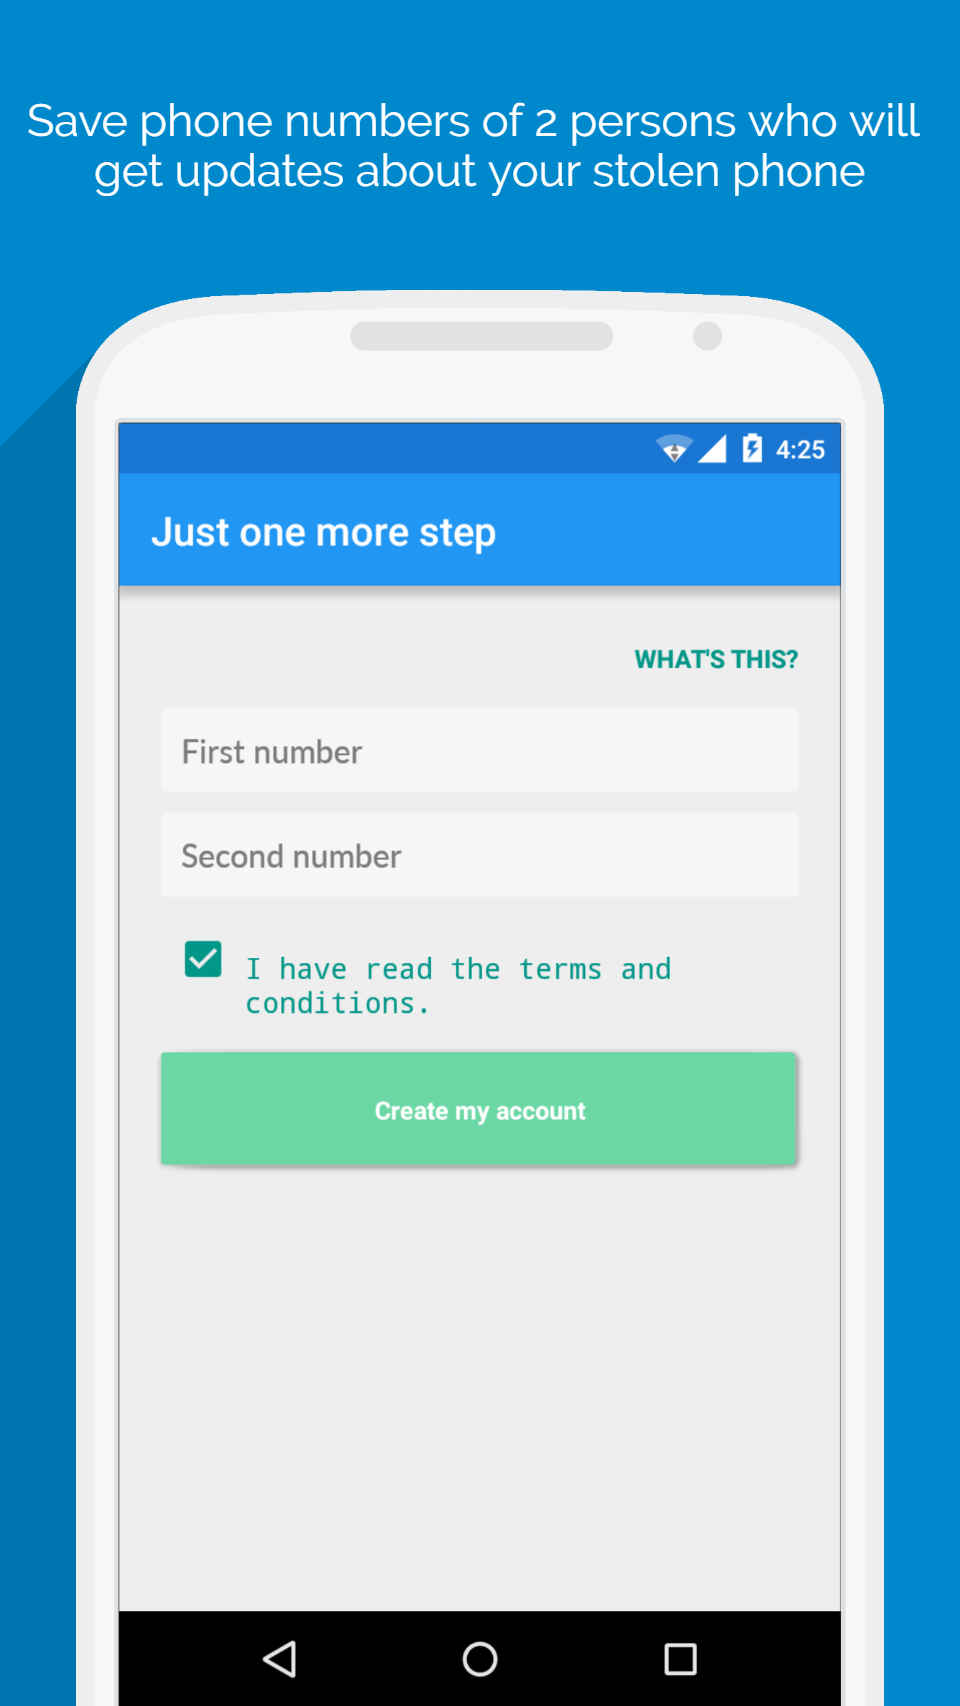 Save phone numbers of 2 persons who will
get updates about your stolen phone
4:25
Just one more step
WHAT'S THIS?
First number
Second number
I have read the terms and
conditions.
Create my account